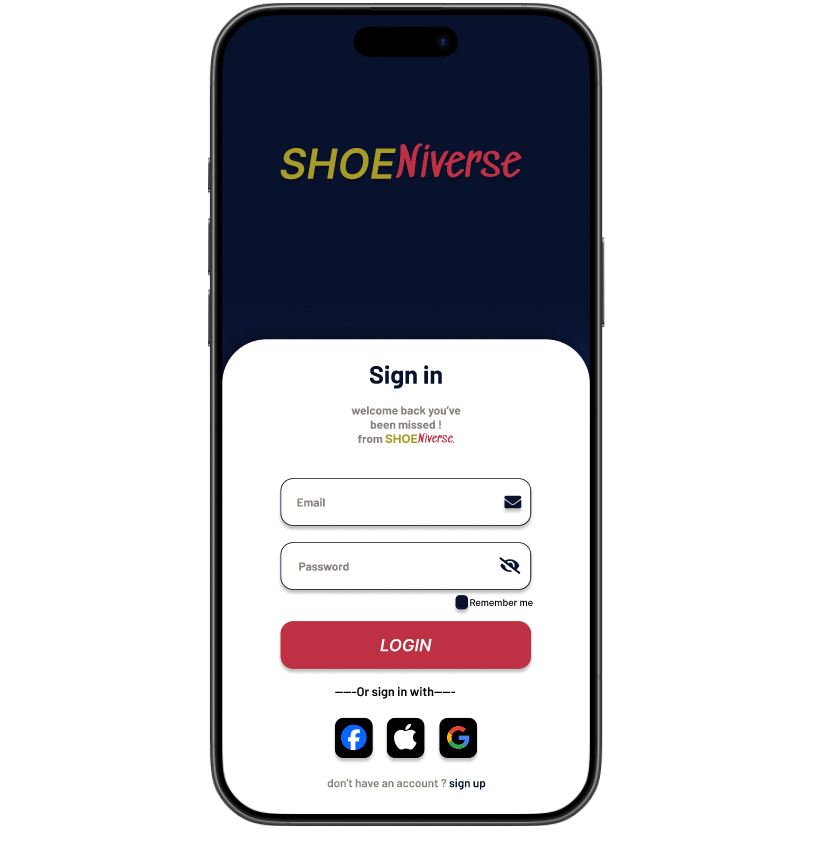 SHOENiverse
Sign in
welcome back you've
been missed !
from SHOENiverse.
Email
Password
Remember me
LOGIN
----Or sign in with----
don't have an account ? sign up